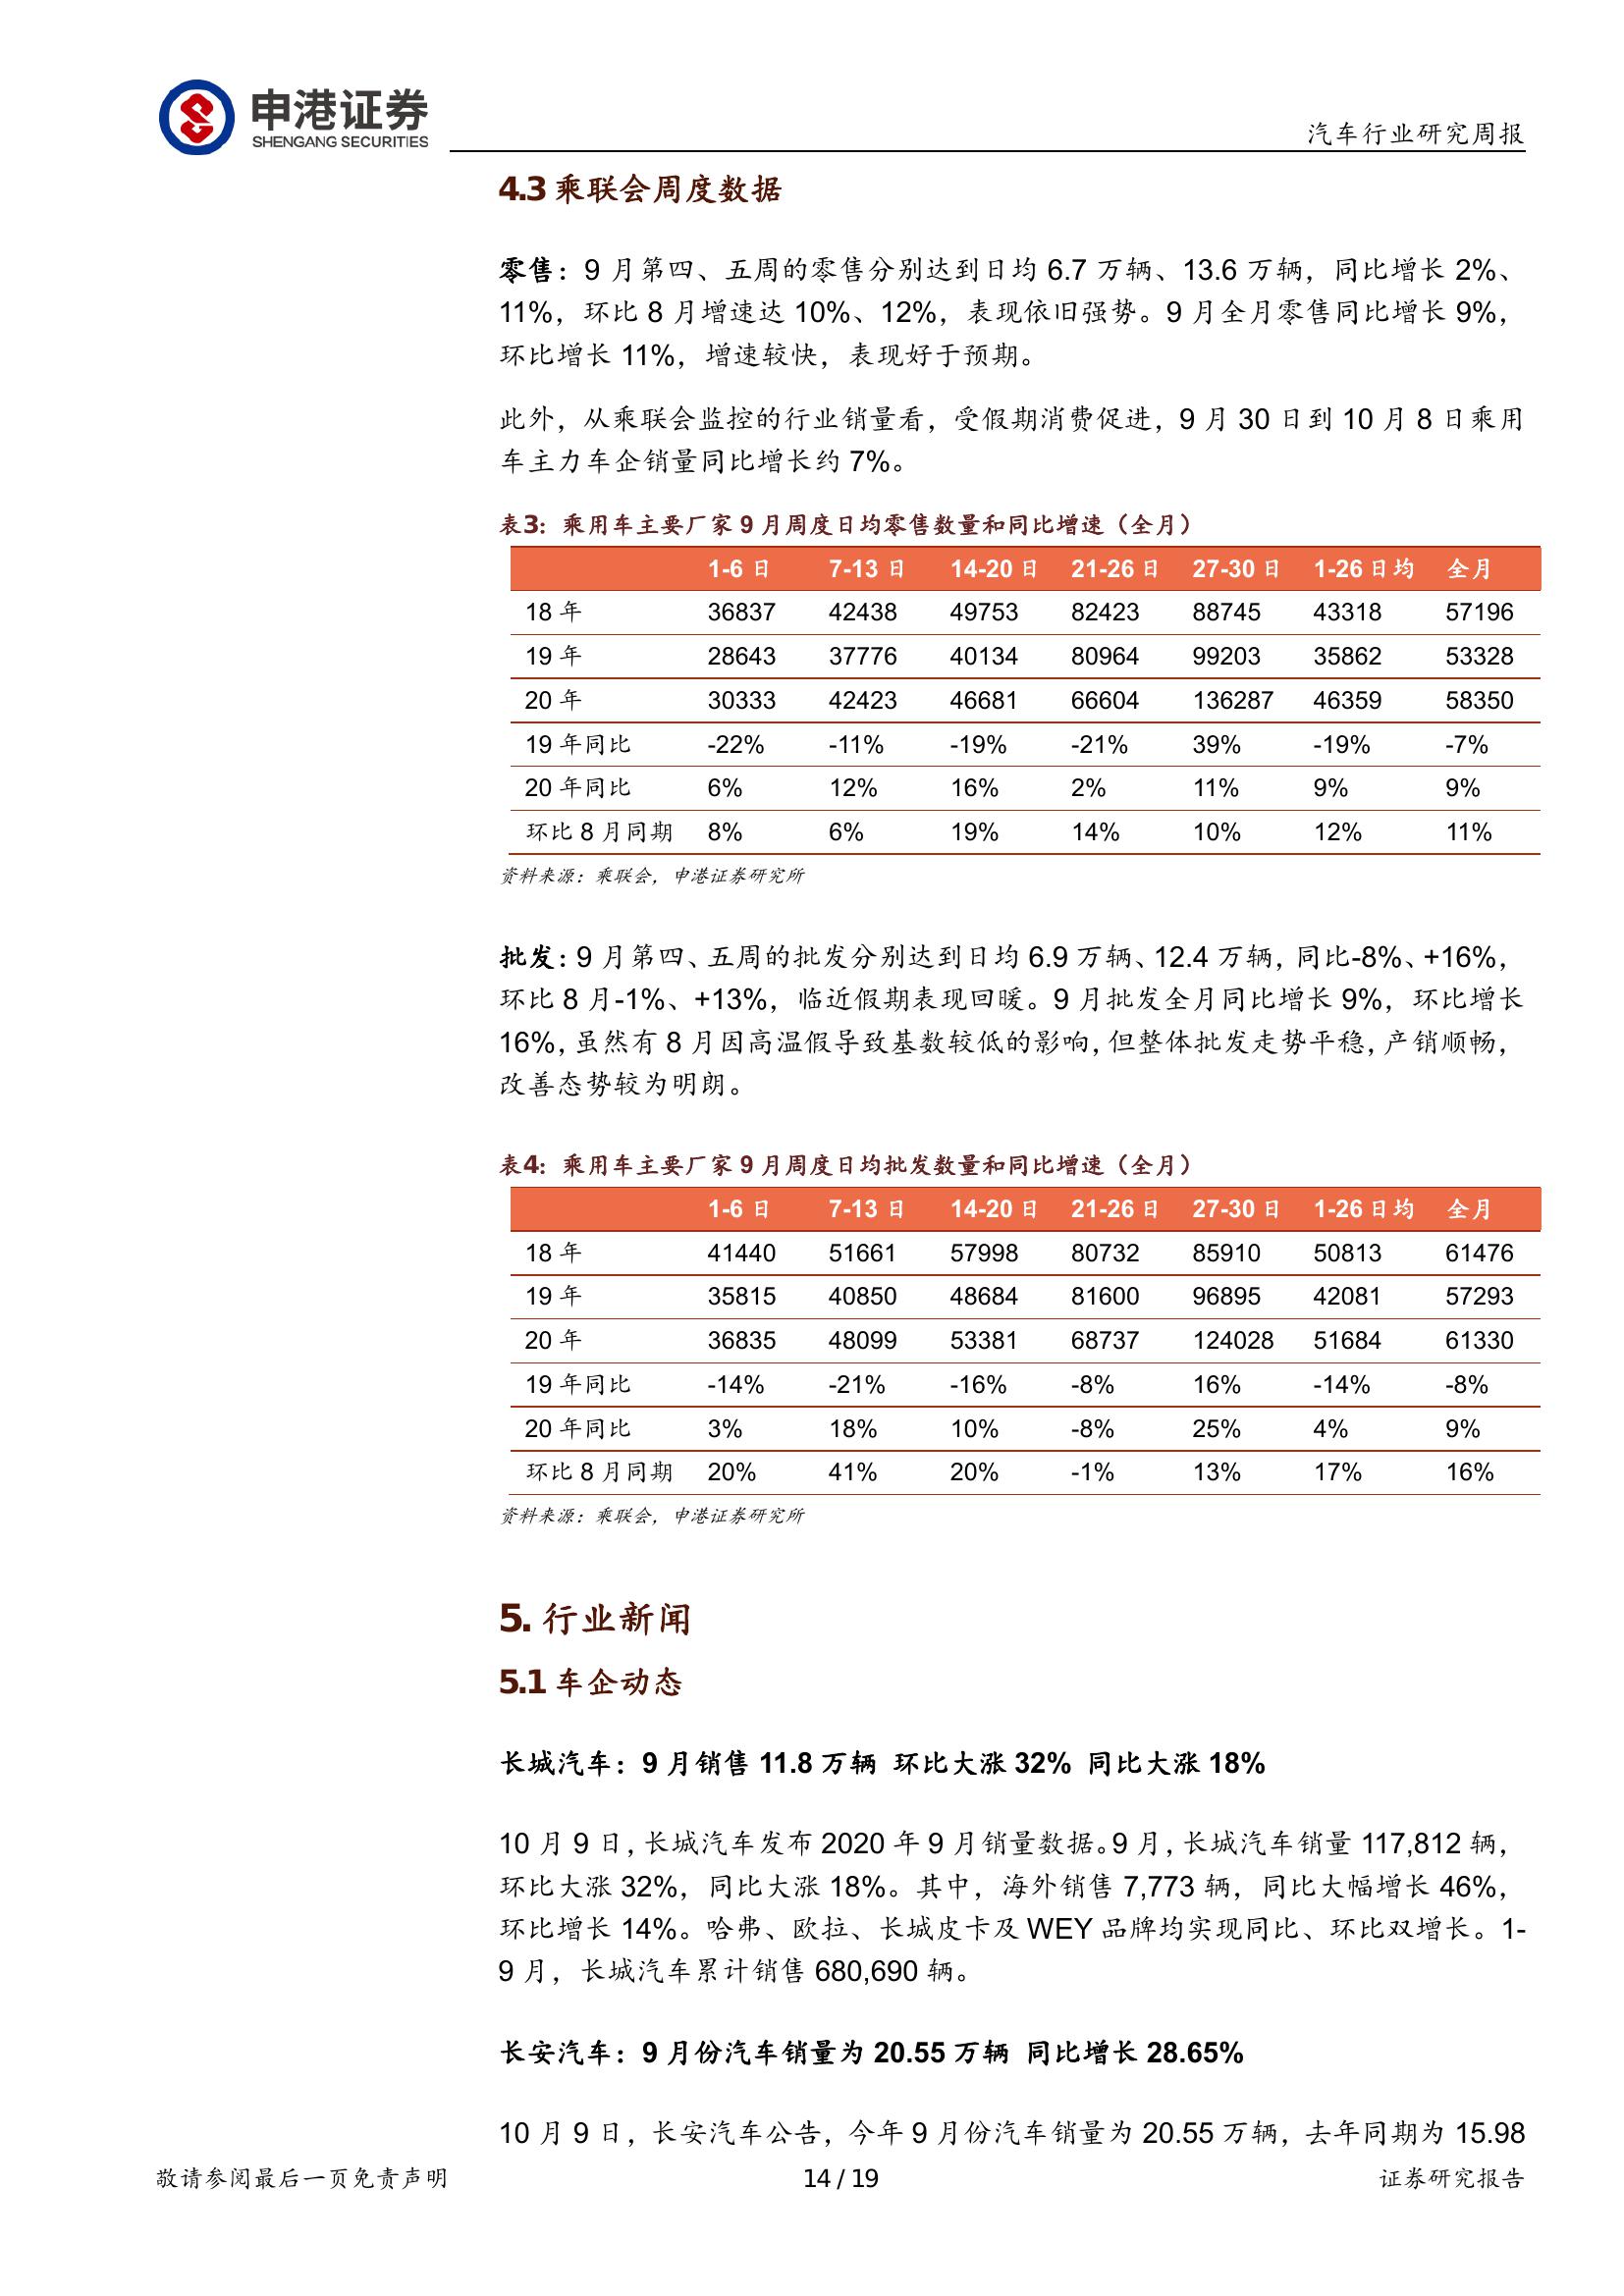 申港证券
SHENGANG SECURITIES
汽车行业研究周报
4.3 乘联会周度数据
零售：9 月第四、五周的零售分别达到日均 6.7 万辆、13.6 万辆，同比增长 2%、
11%，环比 8 月增速达 10%、12%，表现依旧强势。9 月全月零售同比增长 9%，
环比增长 11%，增速较快，表现好于预期。
此外，从乘联会监控的行业销量看，受假期消费促进，9 月 30 日到 10 月 8 日乘用
车主力车企销量同比增长约 7%。
表3：乘用车主要厂家 9 月周度日均零售数量和同比增速（全月）
1-6 日 7-13 日 14-20 日 21-26 日 27-30 日 1-26 日均 全月
18 年 36837 42438 49753 82423 88745 43318 57196
19 年 28643 37776 40134 80964 99203 35862 53328
20 年 30333 42423 46681 66604 136287 46359 58350
19 年同比 -22% -11% -19% -21% 39% -19% -7%
20 年同比 6% 12% 16% 2% 11% 9% 9%
环比 8 月同期 8% 6% 19% 14% 10% 12% 11%
资料来源：乘联会，申港证券研究所
批发：9 月第四、五周的批发分别达到日均 6.9 万辆、12.4 万辆，同比-8%、+16%，
环比 8 月-1%、+13%，临近假期表现回暖。9 月批发全月同比增长 9%，环比增长
16%，虽然有 8 月因高温假导致基数较低的影响，但整体批发走势平稳，产销顺畅，
改善态势较为明朗。
表4：乘用车主要厂家 9 月周度日均批发数量和同比增速（全月）
1-6 日 7-13 日 14-20 日 21-26 日 27-30 日 1-26 日均 全月
18 年 41440 51661 57998 80732 85910 50813 61476
19 年 35815 40850 48684 81600 96895 42081 57293
20 年 36835 48099 53381 68737 124028 51684 61330
19 年同比 -14% -21% -16% -8% 16% -14% -8%
20 年同比 3% 18% 10% -8% 25% 4% 9%
环比 8 月同期 20% 41% 20% -1% 13% 17% 16%
资料来源：乘联会，申港证券研究所
5. 行业新闻
5.1 车企动态
长城汽车：9 月销售 11.8 万辆 环比大涨 32% 同比大涨 18%
10 月 9 日，长城汽车发布 2020 年 9 月销量数据。9 月，长城汽车销量 117,812 辆，
环比大涨 32%，同比大涨 18%。其中，海外销售 7,773 辆，同比大幅增长 46%，
环比增长 14%。哈弗、欧拉、长城皮卡及 WEY 品牌均实现同比、环比双增长。1-
9 月，长城汽车累计销售 680,690 辆。
长安汽车：9 月份汽车销量为 20.55 万辆 同比增长 28.65%
10 月 9 日，长安汽车公告，今年 9 月份汽车销量为 20.55 万辆，去年同期为 15.98
敬请参阅最后一页免责声明 14 / 19 证券研究报告